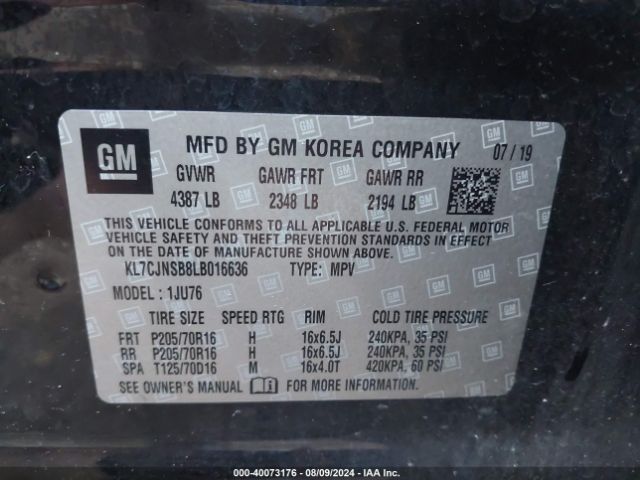 GM
MFD BY GM KOREA COMPANY 07 / 19
GVWR GAWR FRT GAWR RR
4387 LB 2348 LB 2194 LB
THIS VEHICLE CONFORMS TO ALL APPLICABLE U.S. FEDERAL MOTOR
VEHICLE SAFETY AND THEFT PREVENTION STANDARDS IN EFFECT
ON THE DATE OF MANUFACTURE SHOWN ABOVE.
KL7CJNSB8LB016636 TYPE: MPV
MODEL : 1JU76
TIRE SIZE SPEED RTG RIM COLD TIRE PRESSURE
FRT P205/70R16 H 16x6.5J 240KPA, 35 PSI
RR P205/70R16 H 16x6.5J 240KPA, 35 PSI
SPA T125/70D16 M 16x4.0T 420KPA, 60 PSI
SEE OWNER'S MANUAL FOR MORE INFORMATION.
000-40073176 - 08/09/2024 - IAA Inc.